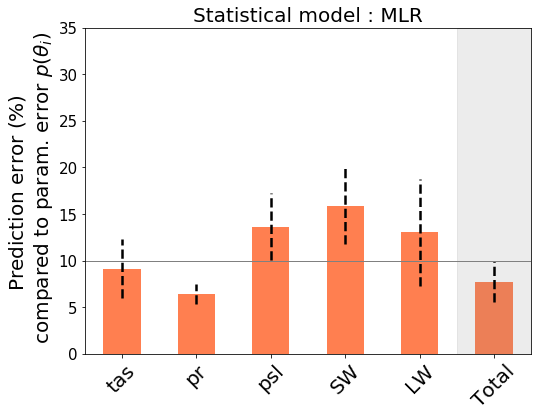 Statistical model : MLR
Prediction error (%)
compared to param. error p(θᵢ)
35
30
25
20
15
10
5
0
tas
pr
psl
SW
LW
Total